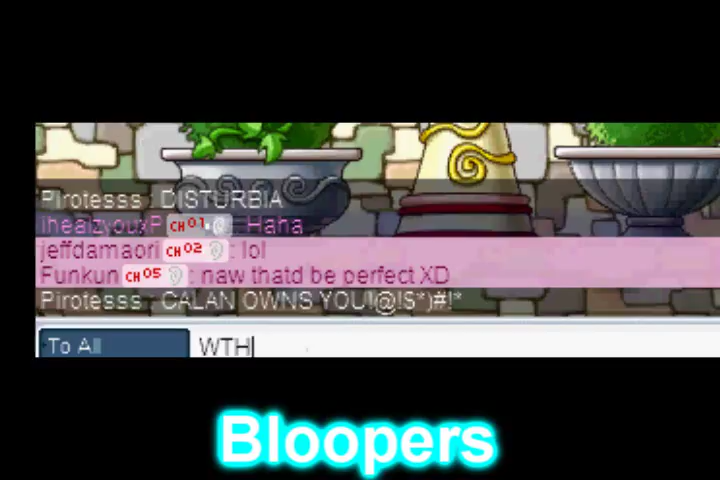 Pirotesss : DISTURBIA
iheaizyouxP CH01 : Haha
jeffdamaori CH02 : lol
Funkun CH05 : naw thatd be perfect XD
Pirotesss : CALAN OWNS YOU!@!S*)#!*
To All WTH
Bloopers